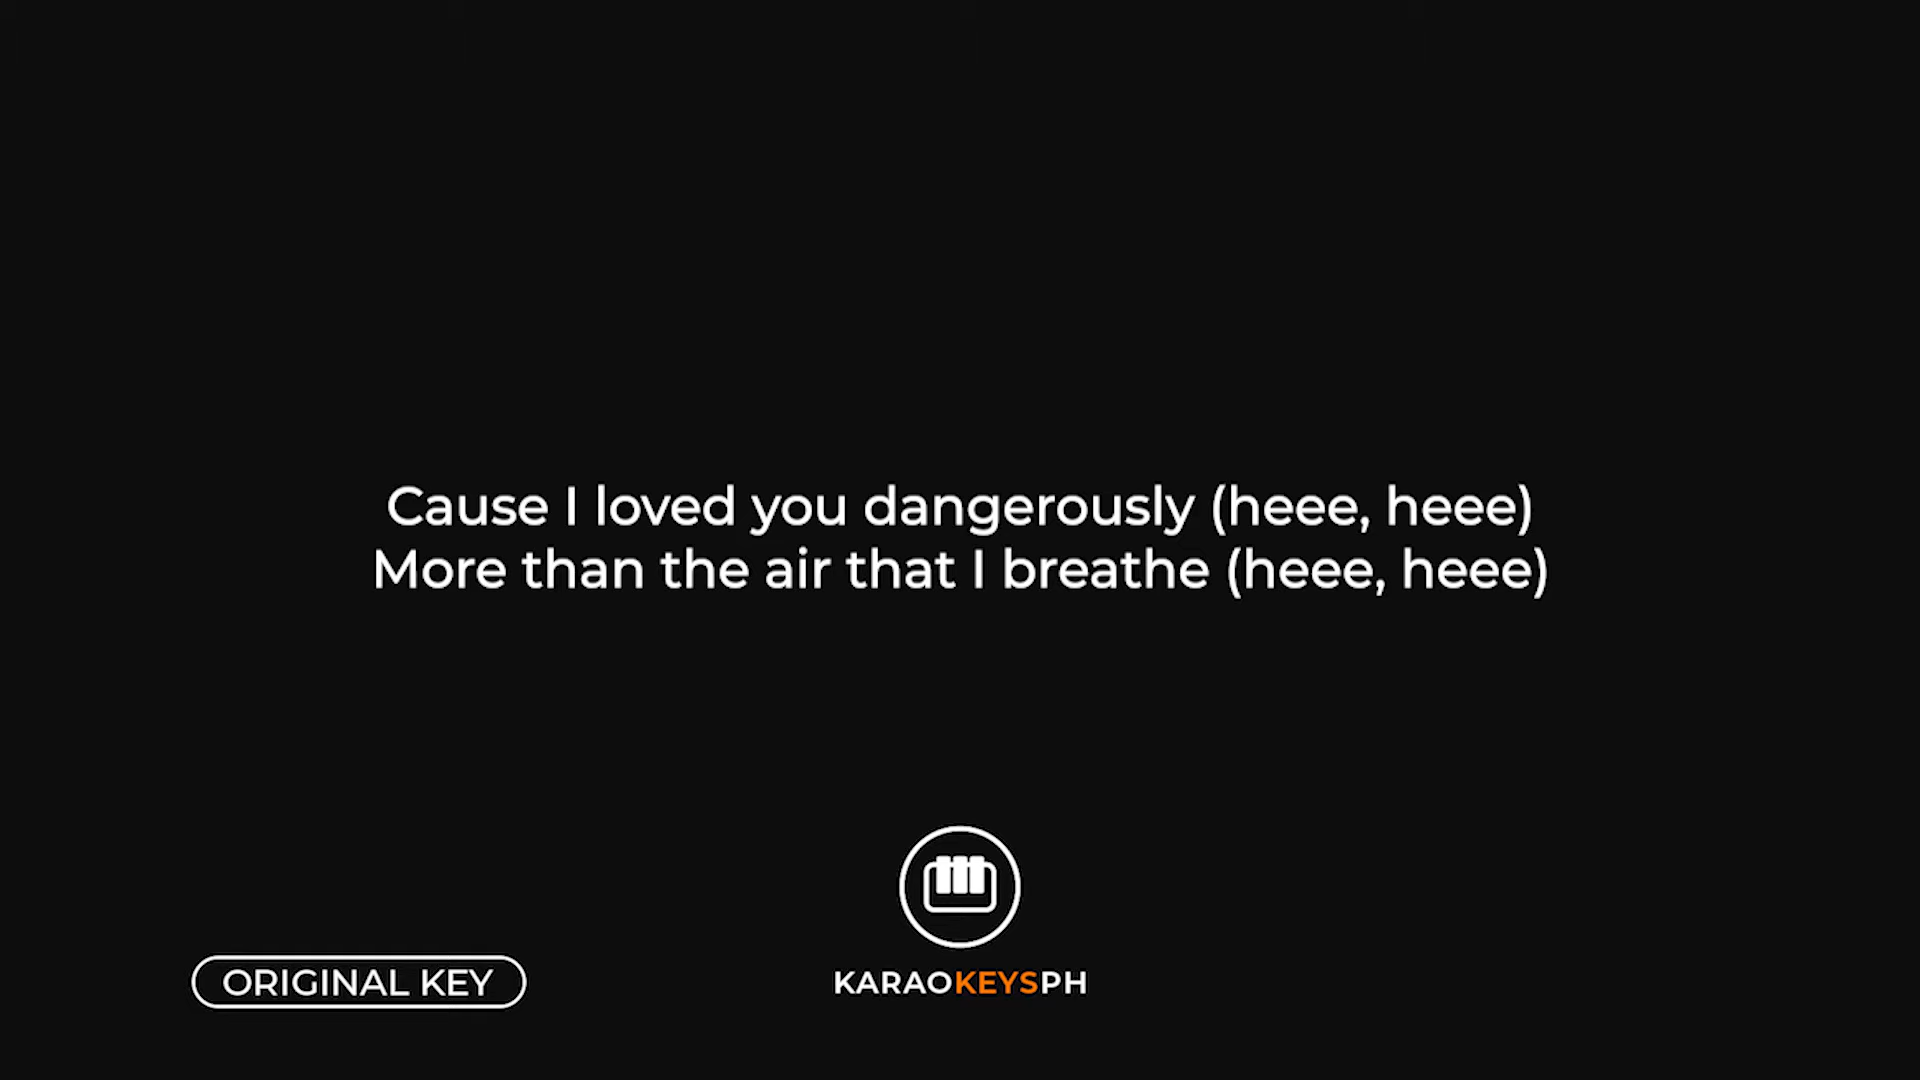 Cause I loved you dangerously (heee, heee)
More than the air that I breathe (heee, heee)
ORIGINAL KEY
KARAOKEYSPH